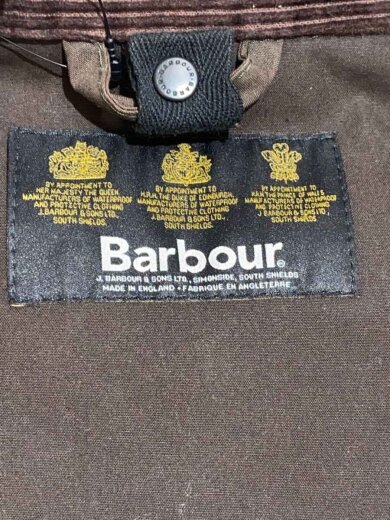 BARBOUR BARBOUR
BY APPOINTMENT TO
HER MAJESTY THE QUEEN
MANUFACTURERS OF WATERPROOF
AND PROTECTIVE CLOTHING
J. BARBOUR & SONS LTD.
SOUTH SHIELDS.
BY APPOINTMENT TO
H.R.H. THE DUKE OF EDINBURGH
MANUFACTURERS OF WATERPROOF
AND PROTECTIVE CLOTHING
J. BARBOUR & SONS LTD.
SOUTH SHIELDS.
BY APPOINTMENT TO
H.R.H. THE PRINCE OF WALES
MANUFACTURERS OF WATERPROOF
AND PROTECTIVE CLOTHING
J. BARBOUR & SONS LTD.
SOUTH SHIELDS.
Barbour®
J. BARBOUR & SONS LTD., SIMONSIDE, SOUTH SHIELDS
MADE IN ENGLAND • FABRIQUE EN ANGLETERRE